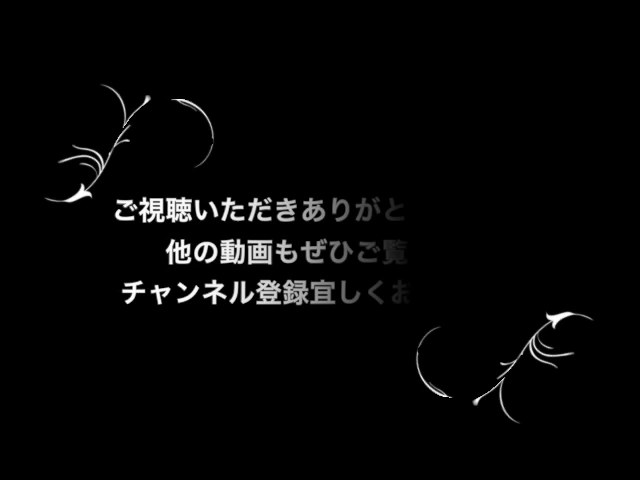 ご視聴いただきありがと
他の動画もぜひご覧
チャンネル登録宜しくお